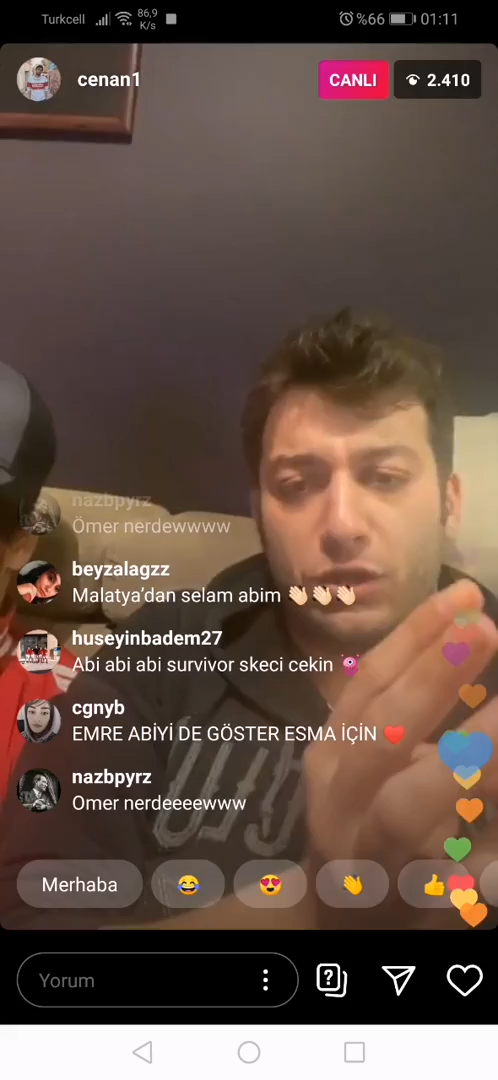 Turkcell 86,9 K/s %66 01:11
cenan1 CANLI 2.410
nazbpyrz
Ömer nerdewwww
beyzalagzz
Malatya'dan selam abim 👋🏻👋🏻👋🏻
huseyinbadem27
Abi abi abi survivor skeci cekin
cgnyb
EMRE ABİYİ DE GÖSTER ESMA İÇİN ❤️
nazbpyrz
Omer nerdeeeewww
Merhaba 😂 😍 👏 👍
Yorum